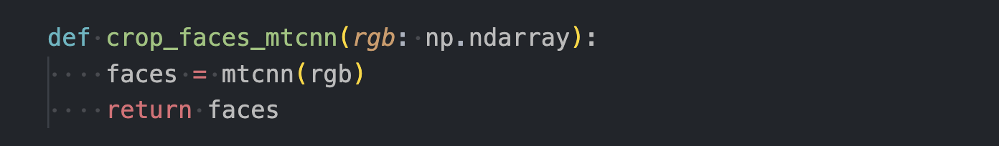 def crop_faces_mtcnn(rgb: np.ndarray):
    faces = mtcnn(rgb)
    return faces